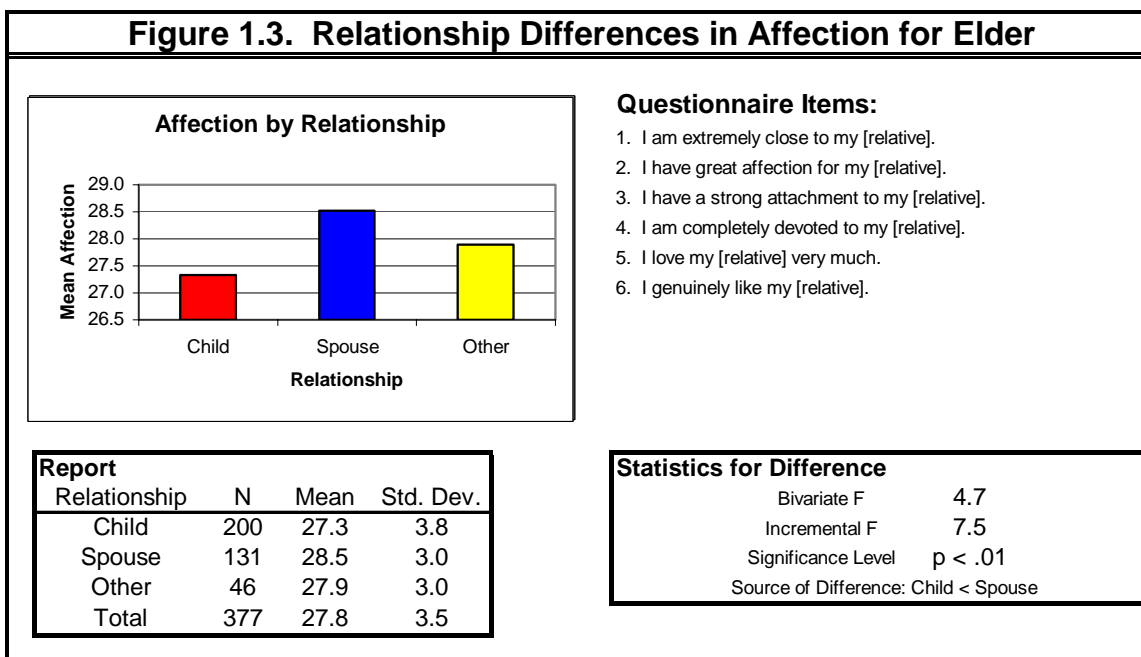 Figure 1.3. Relationship Differences in Affection for Elder
Affection by Relationship
Mean Affection
29.0
28.5
28.0
27.5
27.0
26.5
Child Spouse Other
Relationship
Questionnaire Items:
1. I am extremely close to my [relative].
2. I have great affection for my [relative].
3. I have a strong attachment to my [relative].
4. I am completely devoted to my [relative].
5. I love my [relative] very much.
6. I genuinely like my [relative].
Report
Relationship N Mean Std. Dev.
Child 200 27.3 3.8
Spouse 131 28.5 3.0
Other 46 27.9 3.0
Total 377 27.8 3.5
Statistics for Difference
Bivariate F 4.7
Incremental F 7.5
Significance Level p < .01
Source of Difference: Child < Spouse